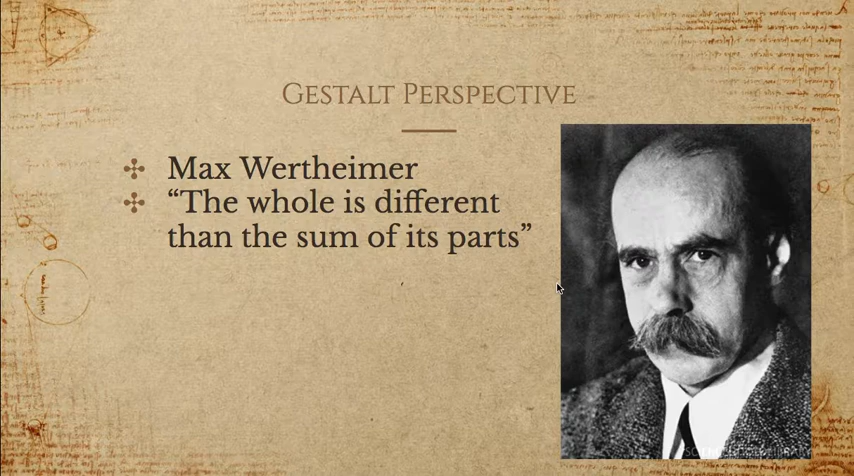 Gestalt Perspective
Max Wertheimer
“The whole is different
than the sum of its parts”